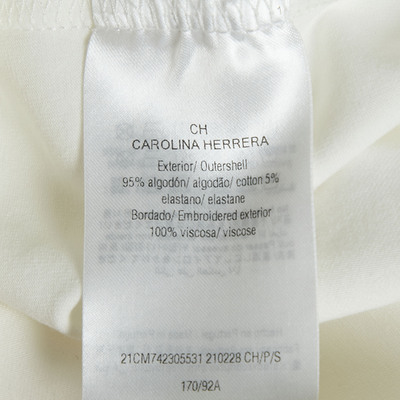 CH
CAROLINA HERRERA
Exterior/ Outershell
95% algodón/ algodão/ cotton 5%
elastano/ elastane
Bordado/ Embroidered exterior
100% viscosa/ viscose
21CM742305531 210228 CH/P/S
170/92A